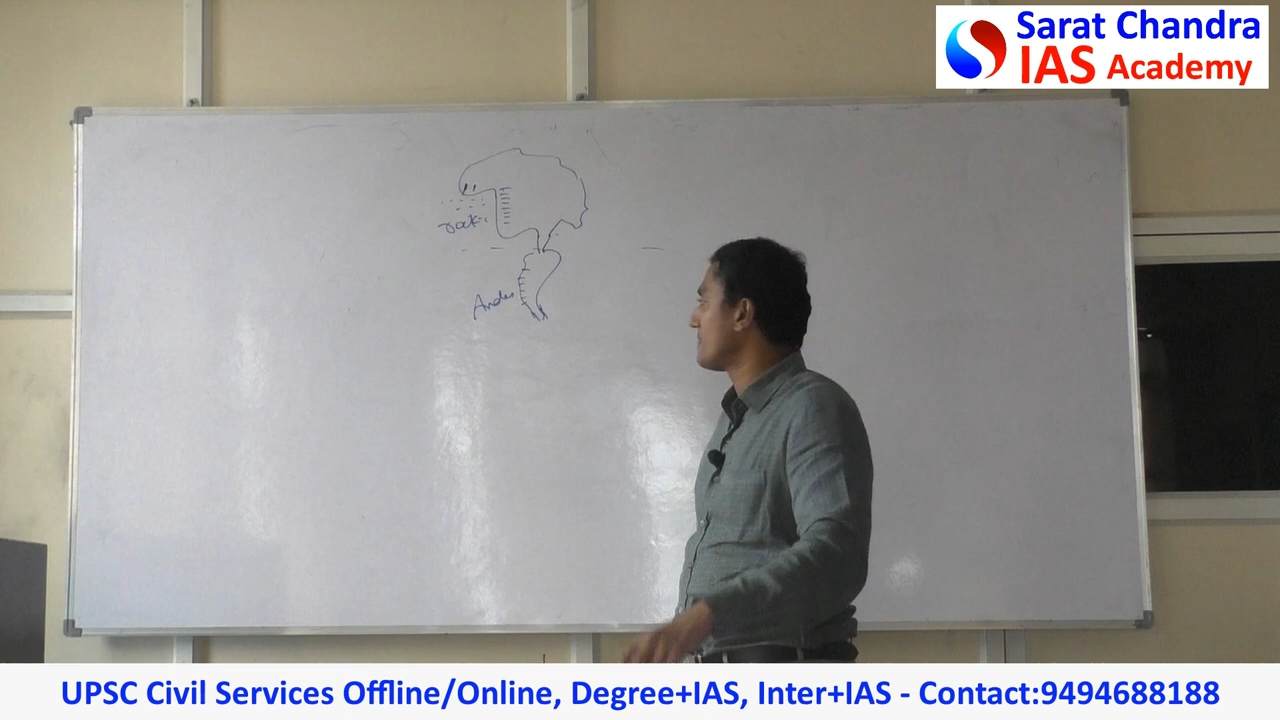 Sarat Chandra
IAS Academy
Andes
UPSC Civil Services Offline/Online, Degree+IAS, Inter+IAS - Contact:9494688188